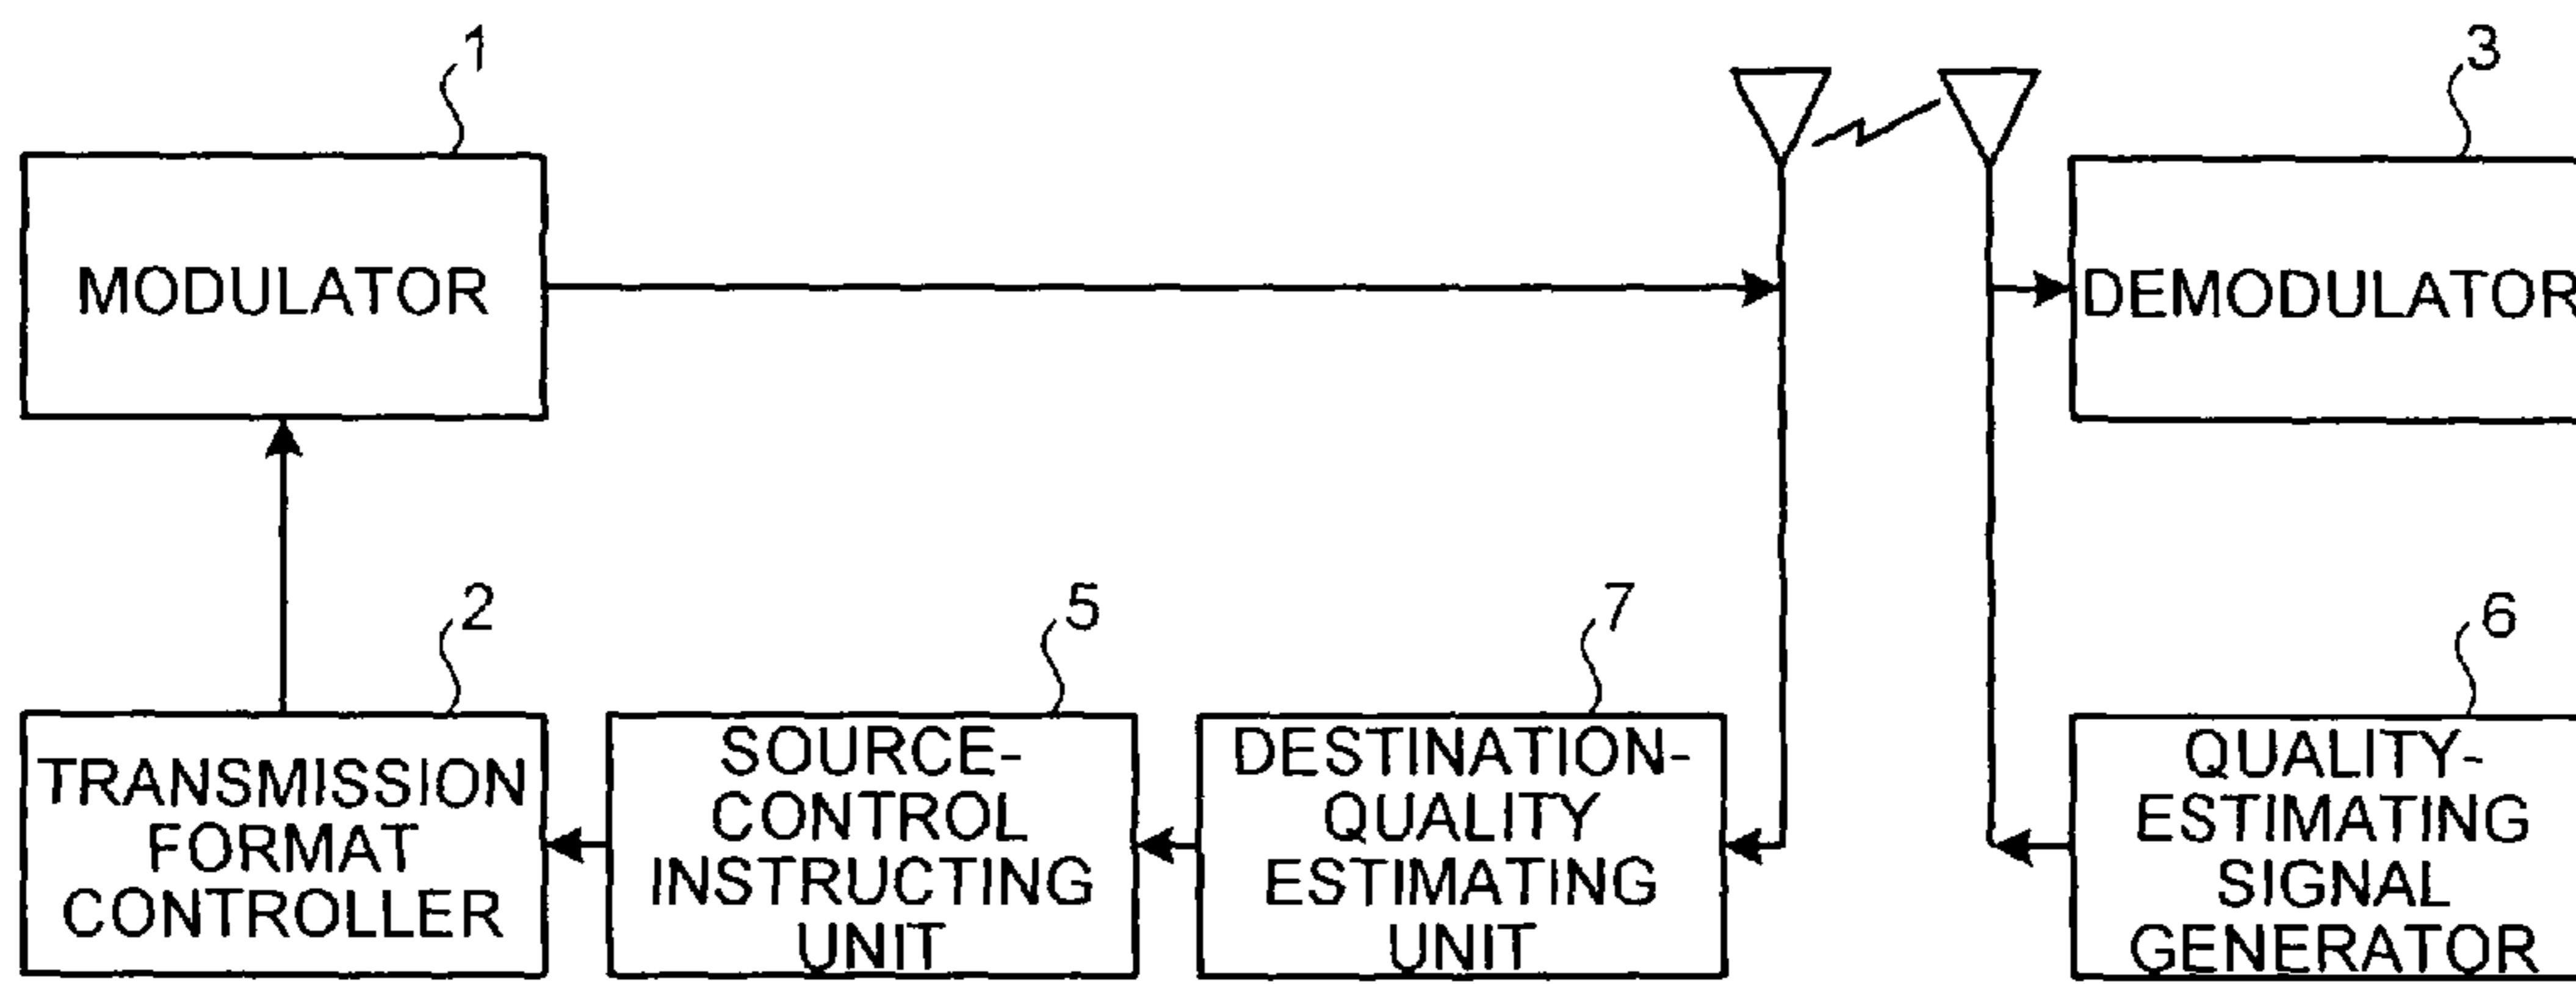 1
3
MODULATOR
DEMODULATOR
2
5
7
6
TRANSMISSION
FORMAT
CONTROLLER
SOURCE-
CONTROL
INSTRUCTING
UNIT
DESTINATION-
QUALITY
ESTIMATING
UNIT
QUALITY-
ESTIMATING
SIGNAL
GENERATOR